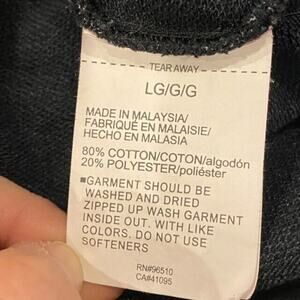 TEAR AWAY
LG/G/G
MADE IN MALAYSIA/
FABRIQUÉ EN MALAISIE/
HECHO EN MALASIA
80% COTTON/COTON/algodón
20% POLYESTER/poliéster
■GARMENT SHOULD BE
WASHED AND DRIED
ZIPPED UP WASH GARMENT
INSIDE OUT. WITH LIKE
COLORS. DO NOT USE
SOFTENERS
RN#96510
CA#41095